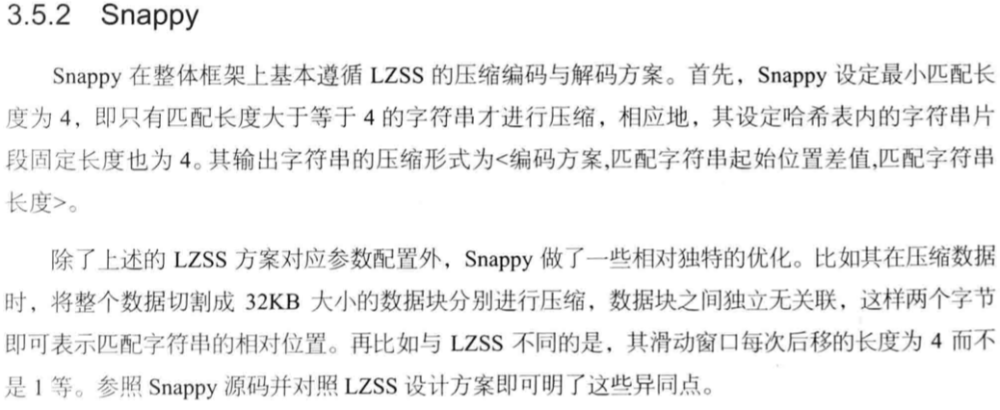 3.5.2 Snappy
Snappy 在整体框架上基本遵循 LZSS 的压缩编码与解码方案。首先，Snappy 设定最小匹配长
度为 4，即只有匹配长度大于等于 4 的字符串才进行压缩，相应地，其设定哈希表内的字符串片
段固定长度也为 4。其输出字符串的压缩形式为<编码方案,匹配字符串起始位置差值,匹配字符串
长度>。
除了上述的 LZSS 方案对应参数配置外，Snappy 做了一些相对独特的优化。比如其在压缩数据
时，将整个数据切割成 32KB 大小的数据块分别进行压缩，数据块之间独立无关联，这样两个字节
即可表示匹配字符串的相对位置。再比如与 LZSS 不同的是，其滑动窗口每次后移的长度为 4 而不
是 1 等。参照 Snappy 源码并对照 LZSS 设计方案即可明了这些异同点。